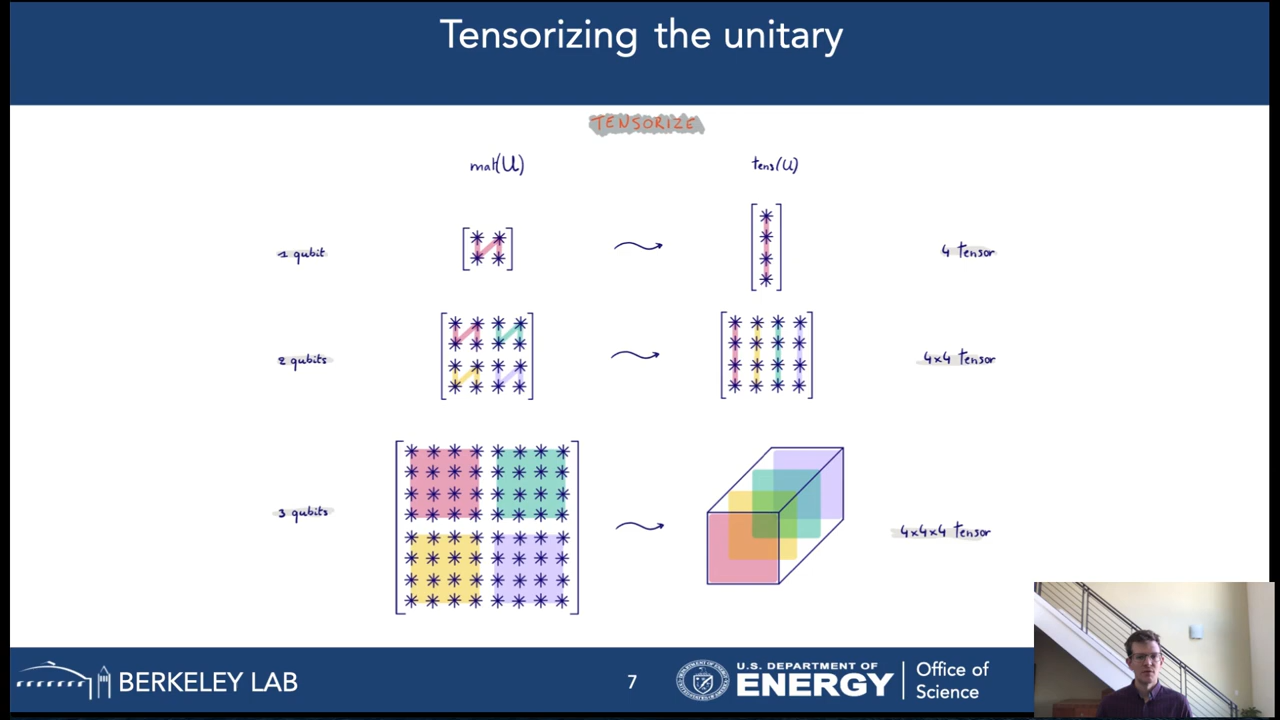 Tensorizing the unitary
TENSORIZE
mat(U)
tens(U)
1 qubit
4 tensor
2 qubits
4x4 tensor
3 qubits
4x4x4 tensor
BERKELEY LAB
7
U.S. DEPARTMENT OF
ENERGY
Office of
Science